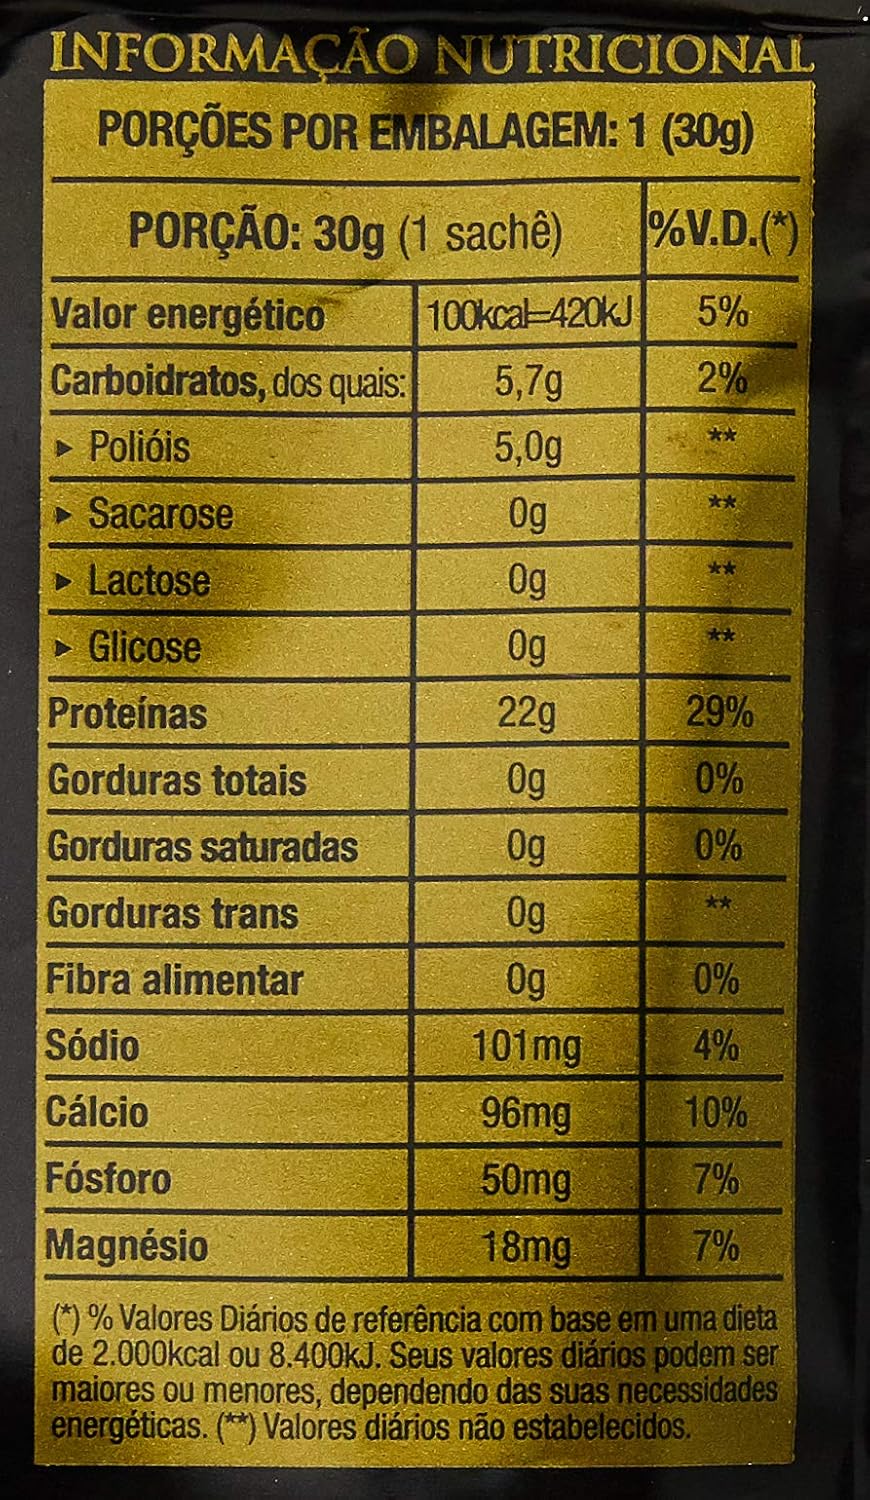 INFORMAÇÃO NUTRICIONAL
PORÇÕES POR EMBALAGEM: 1 (30g)
PORÇÃO: 30g (1 sachê) %V.D.(*)
Valor energético 100kcal=420kJ 5%
Carboidratos, dos quais: 5,7g 2%
▸ Polióis 5,0g **
▸ Sacarose 0g **
▸ Lactose 0g **
▸ Glicose 0g **
Proteínas 22g 29%
Gorduras totais 0g 0%
Gorduras saturadas 0g 0%
Gorduras trans 0g **
Fibra alimentar 0g 0%
Sódio 101mg 4%
Cálcio 96mg 10%
Fósforo 50mg 7%
Magnésio 18mg 7%
(*) % Valores Diários de referência com base em uma dieta
de 2.000kcal ou 8.400kJ. Seus valores diários podem ser
maiores ou menores, dependendo das suas necessidades
energéticas. (**) Valores diários não estabelecidos.